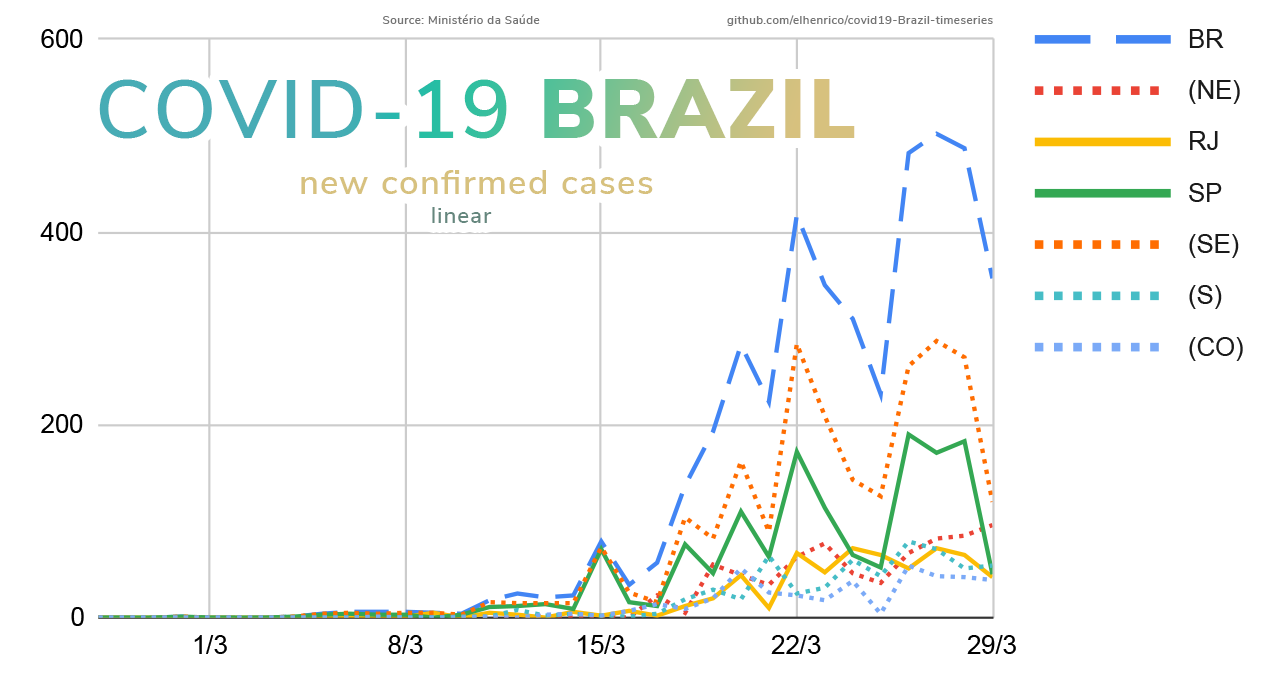 Source: Ministério da Saúde
github.com/elhenrico/covid19-Brazil-timeseries
COVID-19 BRAZIL
new confirmed cases
linear
600
400
200
0
1/3
8/3
15/3
22/3
29/3
BR
(NE)
RJ
SP
(SE)
(S)
(CO)